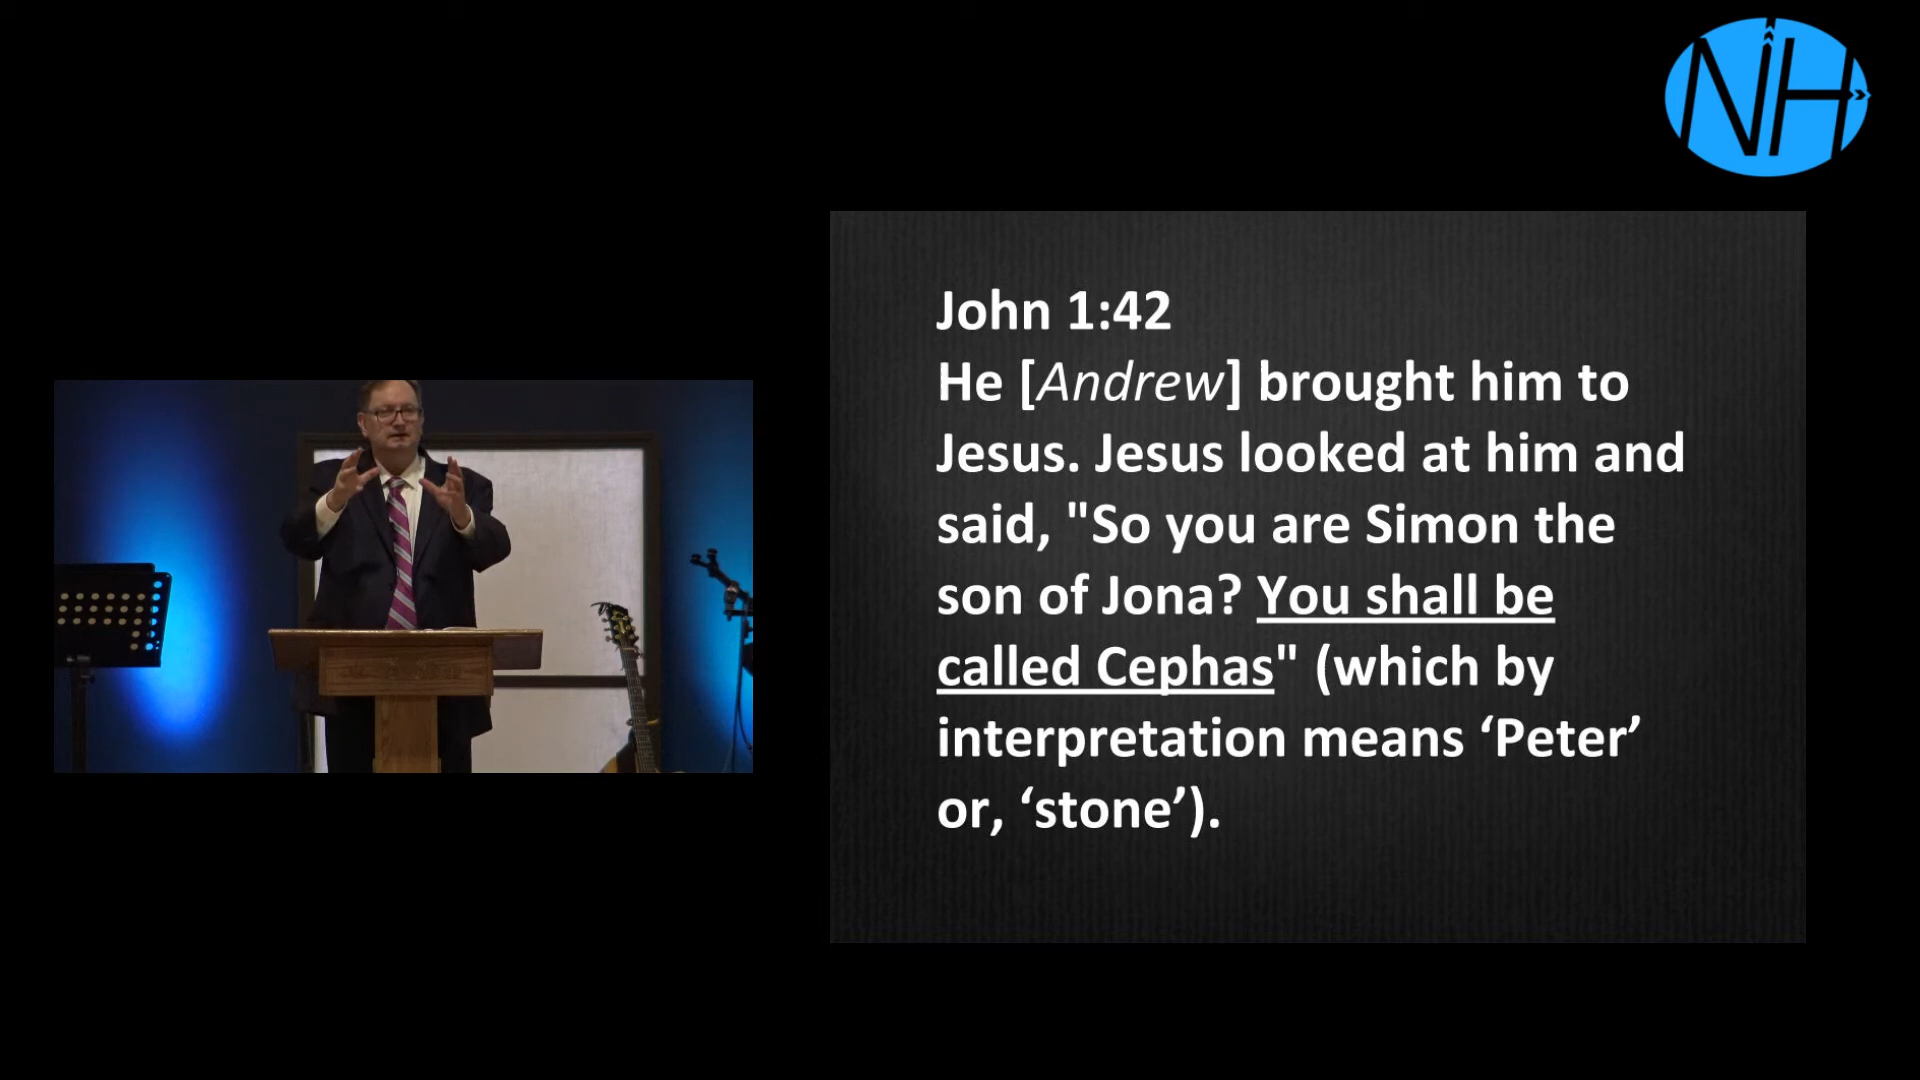 NH
John 1:42
He [Andrew] brought him to
Jesus. Jesus looked at him and
said, "So you are Simon the
son of Jona? You shall be
called Cephas" (which by
interpretation means ‘Peter’
or, ‘stone’).